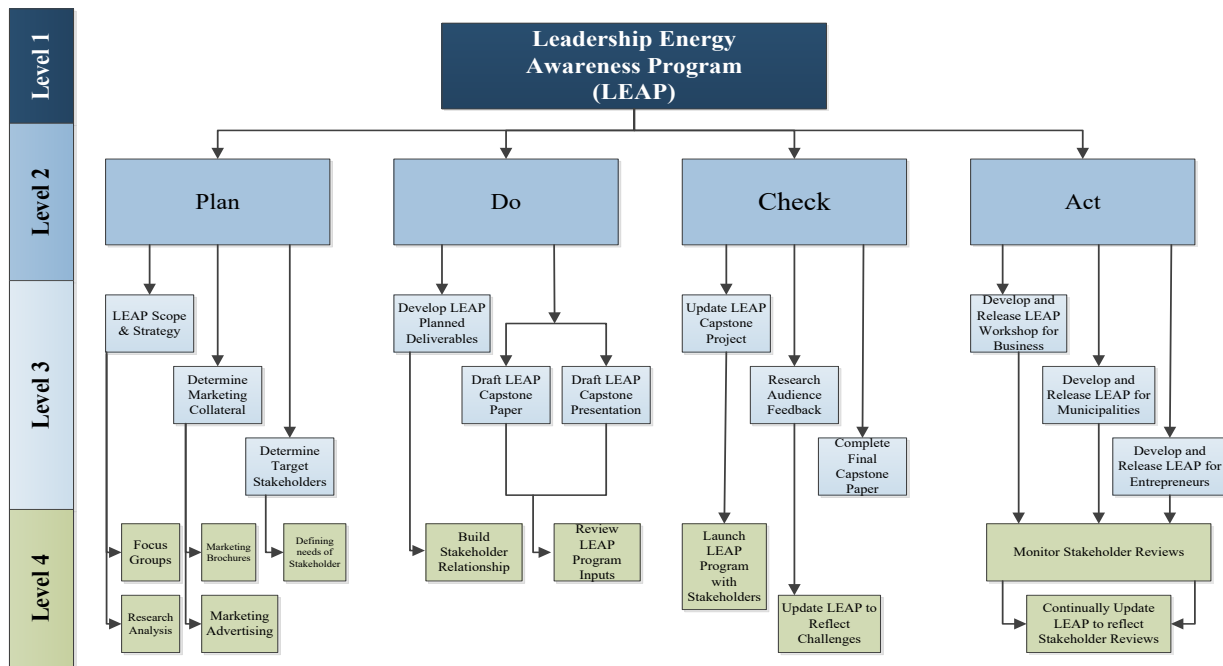 Level 1
Leadership Energy
Awareness Program
(LEAP)
Level 2
Plan
Do
Check
Act
Level 3
LEAP Scope
& Strategy
Develop LEAP
Planned
Deliverables
Update LEAP
Capstone
Project
Develop and
Release LEAP
Workshop for
Business
Determine
Marketing
Collateral
Draft LEAP
Capstone
Paper
Draft LEAP
Capstone
Presentation
Research
Audience
Feedback
Develop and
Release LEAP for
Municipalities
Determine
Target
Stakeholders
Complete
Final
Capstone
Paper
Develop and
Release LEAP for
Entrepreneurs
Level 4
Focus
Groups
Marketing
Brochures
Defining
needs of
Stakeholder
Build
Stakeholder
Relationship
Review
LEAP
Program
Inputs
Launch
LEAP
Program
with
Stakeholders
Monitor Stakeholder Reviews
Research
Analysis
Marketing
Advertising
Update LEAP to
Reflect
Challenges
Continually Update
LEAP to reflect
Stakeholder Reviews